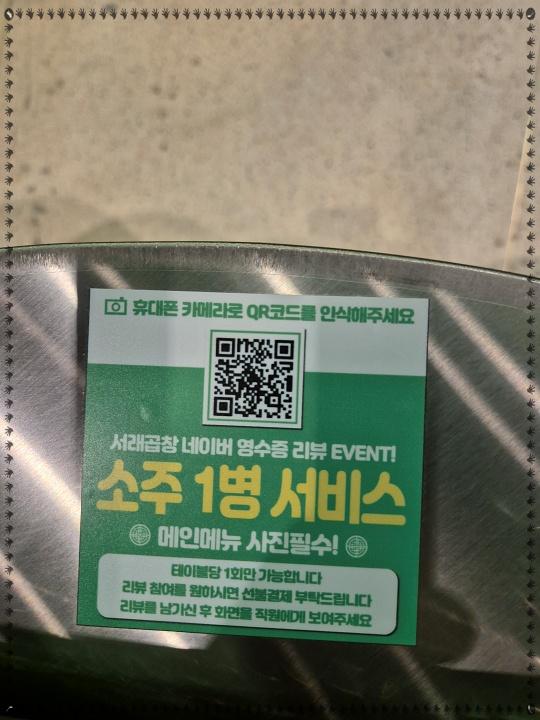 휴대폰 카메라로 QR코드를 인식해주세요
서래곱창 네이버 영수증 리뷰 EVENT!
소주 1병 서비스
메인메뉴 사진필수!
테이블당 1회만 가능합니다
리뷰 참여를 원하시면 선불결제 부탁드립니다
리뷰를 남기신 후 화면을 직원에게 보여주세요